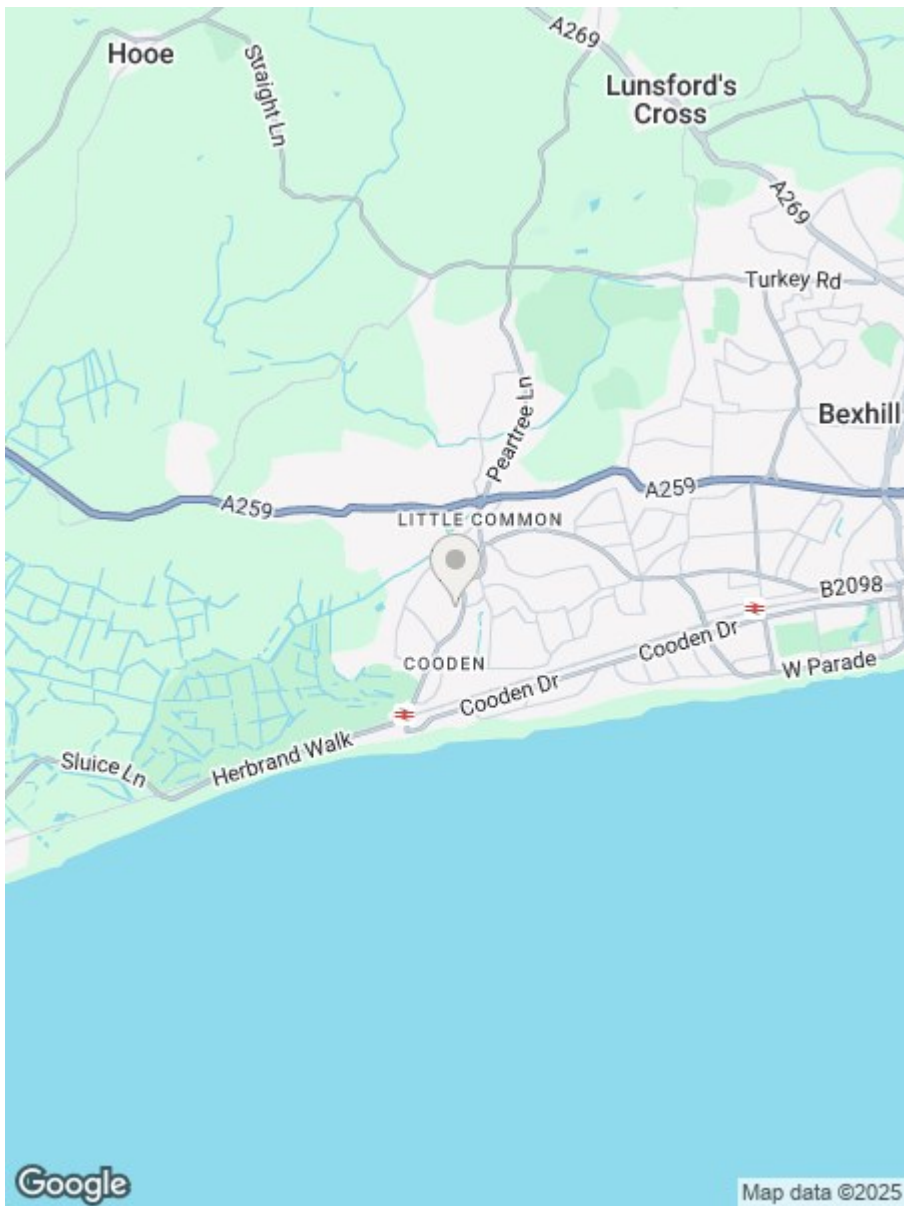 A269
Hooe
Straight Ln
Lunsford's
Cross
A269
Turkey Rd
Peartree Ln
Bexhill
A259
A259
LITTLE COMMON
B2098
Cooden Dr
COODEN
W Parade
Cooden Dr
Herbrand Walk
Sluice Ln
Google
Map data ©2025